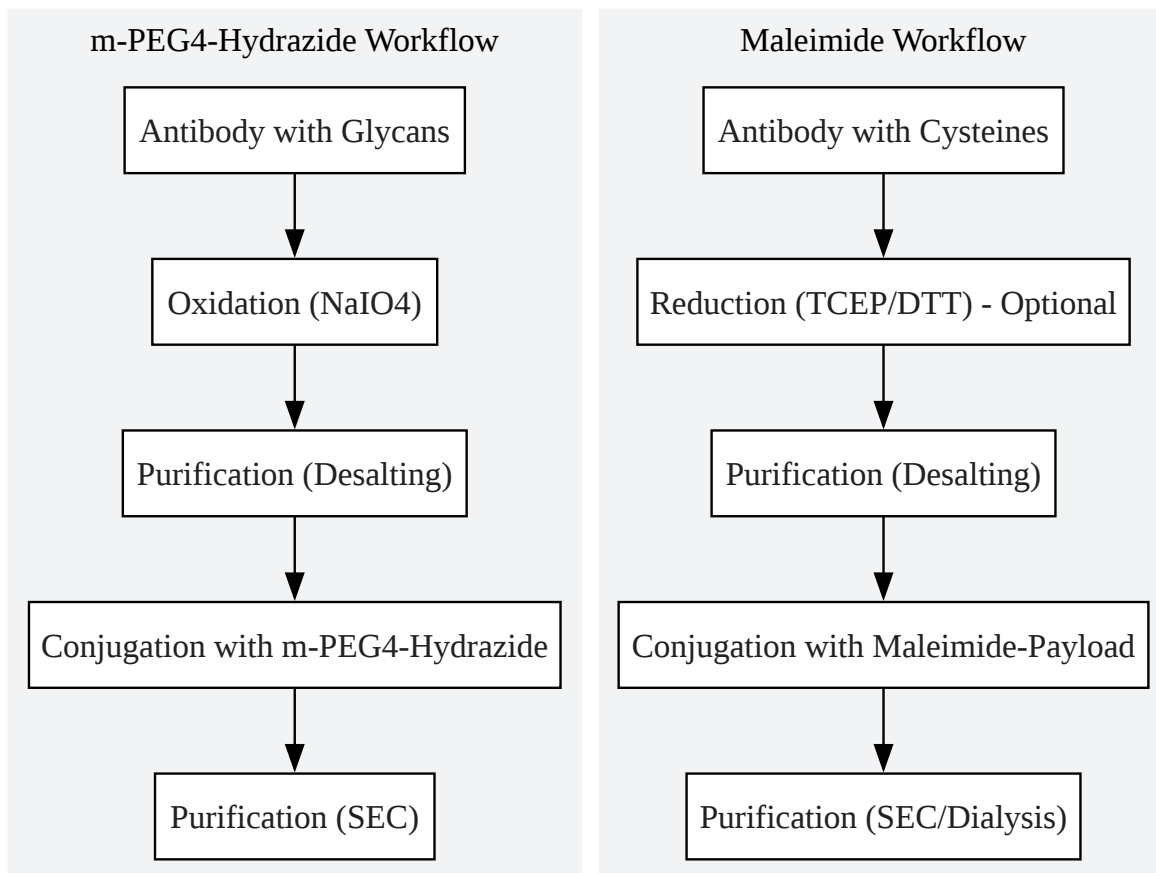 m-PEG4-Hydrazide Workflow
Antibody with Glycans
Oxidation (NaIO4)
Purification (Desalting)
Conjugation with m-PEG4-Hydrazide
Purification (SEC)
Maleimide Workflow
Antibody with Cysteines
Reduction (TCEP/DTT) - Optional
Purification (Desalting)
Conjugation with Maleimide-Payload
Purification (SEC/Dialysis)